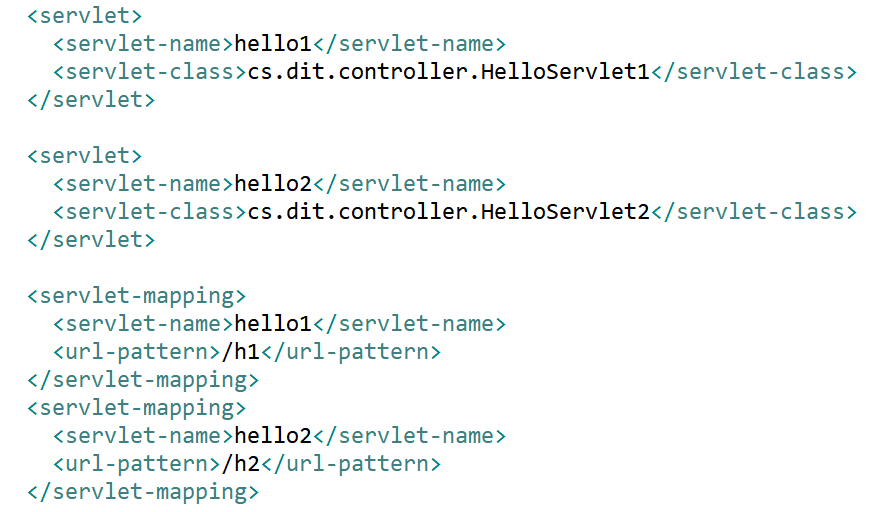 <servlet>
<servlet-name>hello1</servlet-name>
<servlet-class>cs.dit.controller.HelloServlet1</servlet-class>
</servlet>
<servlet>
<servlet-name>hello2</servlet-name>
<servlet-class>cs.dit.controller.HelloServlet2</servlet-class>
</servlet>
<servlet-mapping>
<servlet-name>hello1</servlet-name>
<url-pattern>/h1</url-pattern>
</servlet-mapping>
<servlet-mapping>
<servlet-name>hello2</servlet-name>
<url-pattern>/h2</url-pattern>
</servlet-mapping>